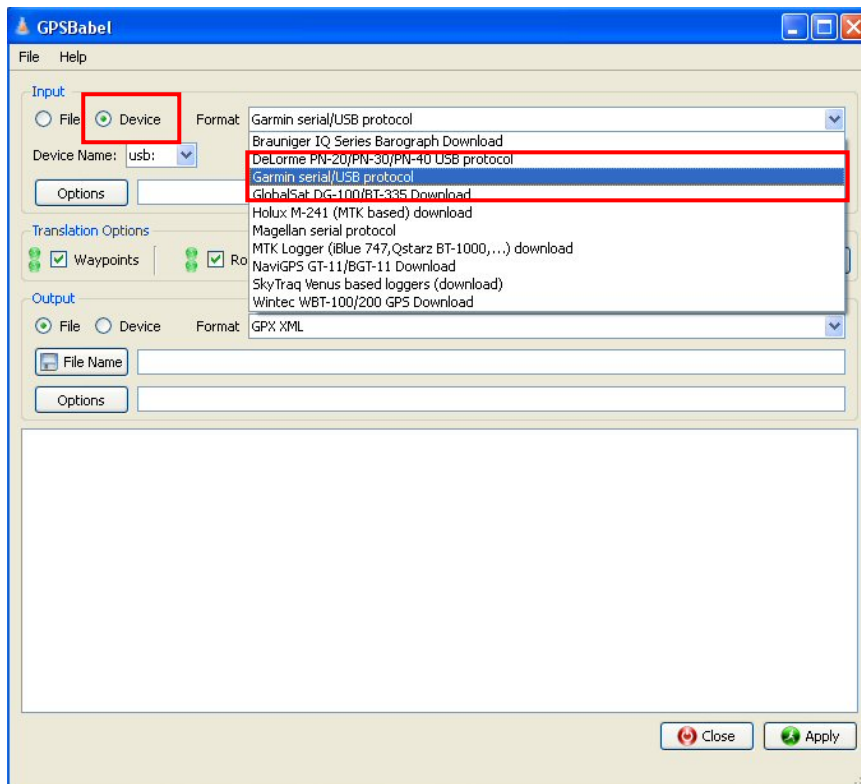 GPSBabel
File Help
Input
File Device Format Garmin serial/USB protocol
Brauniger IQ Series Barograph Download
Device Name: usb:
DeLorme PN-20/PN-30/PN-40 USB protocol
Garmin serial/USB protocol
Options
GlobalSat DG-100/BT-335 Download
Holux M-241 (MTK based) download
Translation Options
Magellan serial protocol
MTK Logger (iBlue 747,Qstarz BT-1000,...) download
Waypoints Ro
NaviGPS GT-11/BGT-11 Download
SkyTraq Venus based loggers (download)
Output
Wintec WBT-100/200 GPS Download
File Device Format GPX XML
File Name
Options
Close Apply